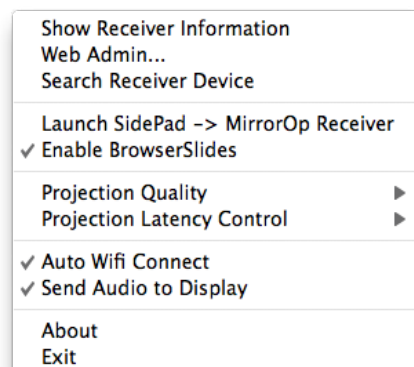 Show Receiver Information
Web Admin...
Search Receiver Device
Launch SidePad -> MirrorOp Receiver
✓ Enable BrowserSlides
Projection Quality ▶
Projection Latency Control ▶
✓ Auto Wifi Connect
✓ Send Audio to Display
About
Exit